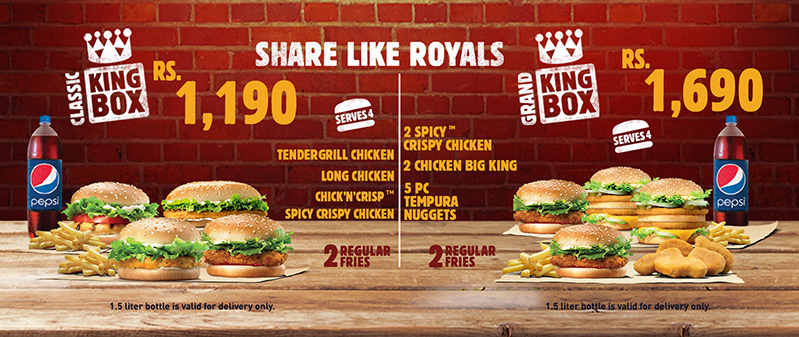 SHARE LIKE ROYALS
CLASSIC
KING
BOX
RS.
1,190
SERVES 4
TENDERGRILL CHICKEN
LONG CHICKEN
CHICK'N'CRISP™
SPICY CRISPY CHICKEN
2 REGULAR
FRIES
pepsi
1.5 liter bottle is valid for delivery only.
GRAND
KING
BOX
RS.
1,690
SERVES 4
2 SPICY™
CRISPY CHICKEN
2 CHICKEN BIG KING
5 PC
TEMPURA
NUGGETS
2 REGULAR
FRIES
pepsi
1.5 liter bottle is valid for delivery only.